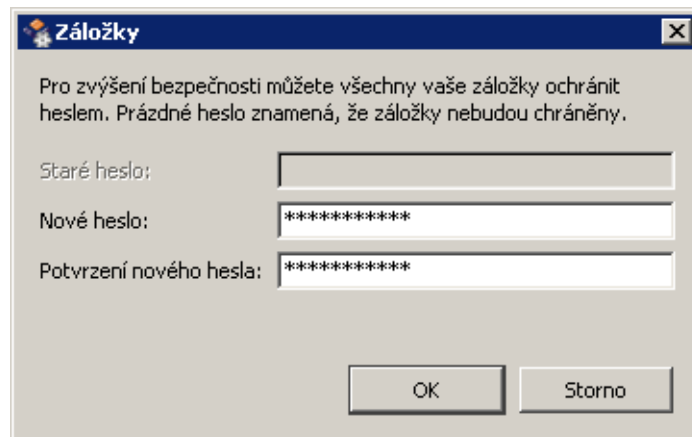 Záložky
Pro zvýšení bezpečnosti můžete všechny vaše záložky ochránit
heslem. Prázdné heslo znamená, že záložky nebudou chráněny.
Staré heslo:
Nové heslo: ***********
Potvrzení nového hesla: ***********
OK Storno